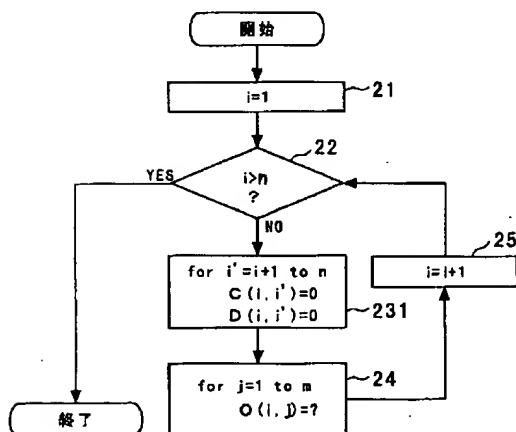 開始
i=1
21
22
i>n
?
YES
NO
for i'=i+1 to n
C(i,i')=0
D(i,i')=0
231
25
i=i+1
for j=1 to m
O(i,j)=?
24
終了